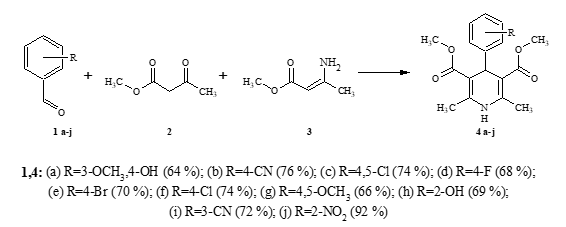 R
O
+
H₃C
O
O
O
CH₃
2
+
H₃C
O
O
NH₂
CH₃
3
R
H₃C
O
O
O
O
CH₃
H₃C
N
H
CH₃
1 a-j
4 a-j
1,4: (a) R=3-OCH₃,4-OH (64 %); (b) R=4-CN (76 %); (c) R=4,5-Cl (74 %); (d) R=4-F (68 %);
(e) R=4-Br (70 %); (f) R=4-Cl (74 %); (g) R=4,5-OCH₃ (66 %); (h) R=2-OH (69 %);
(i) R=3-CN (72 %); (j) R=2-NO₂ (92 %)